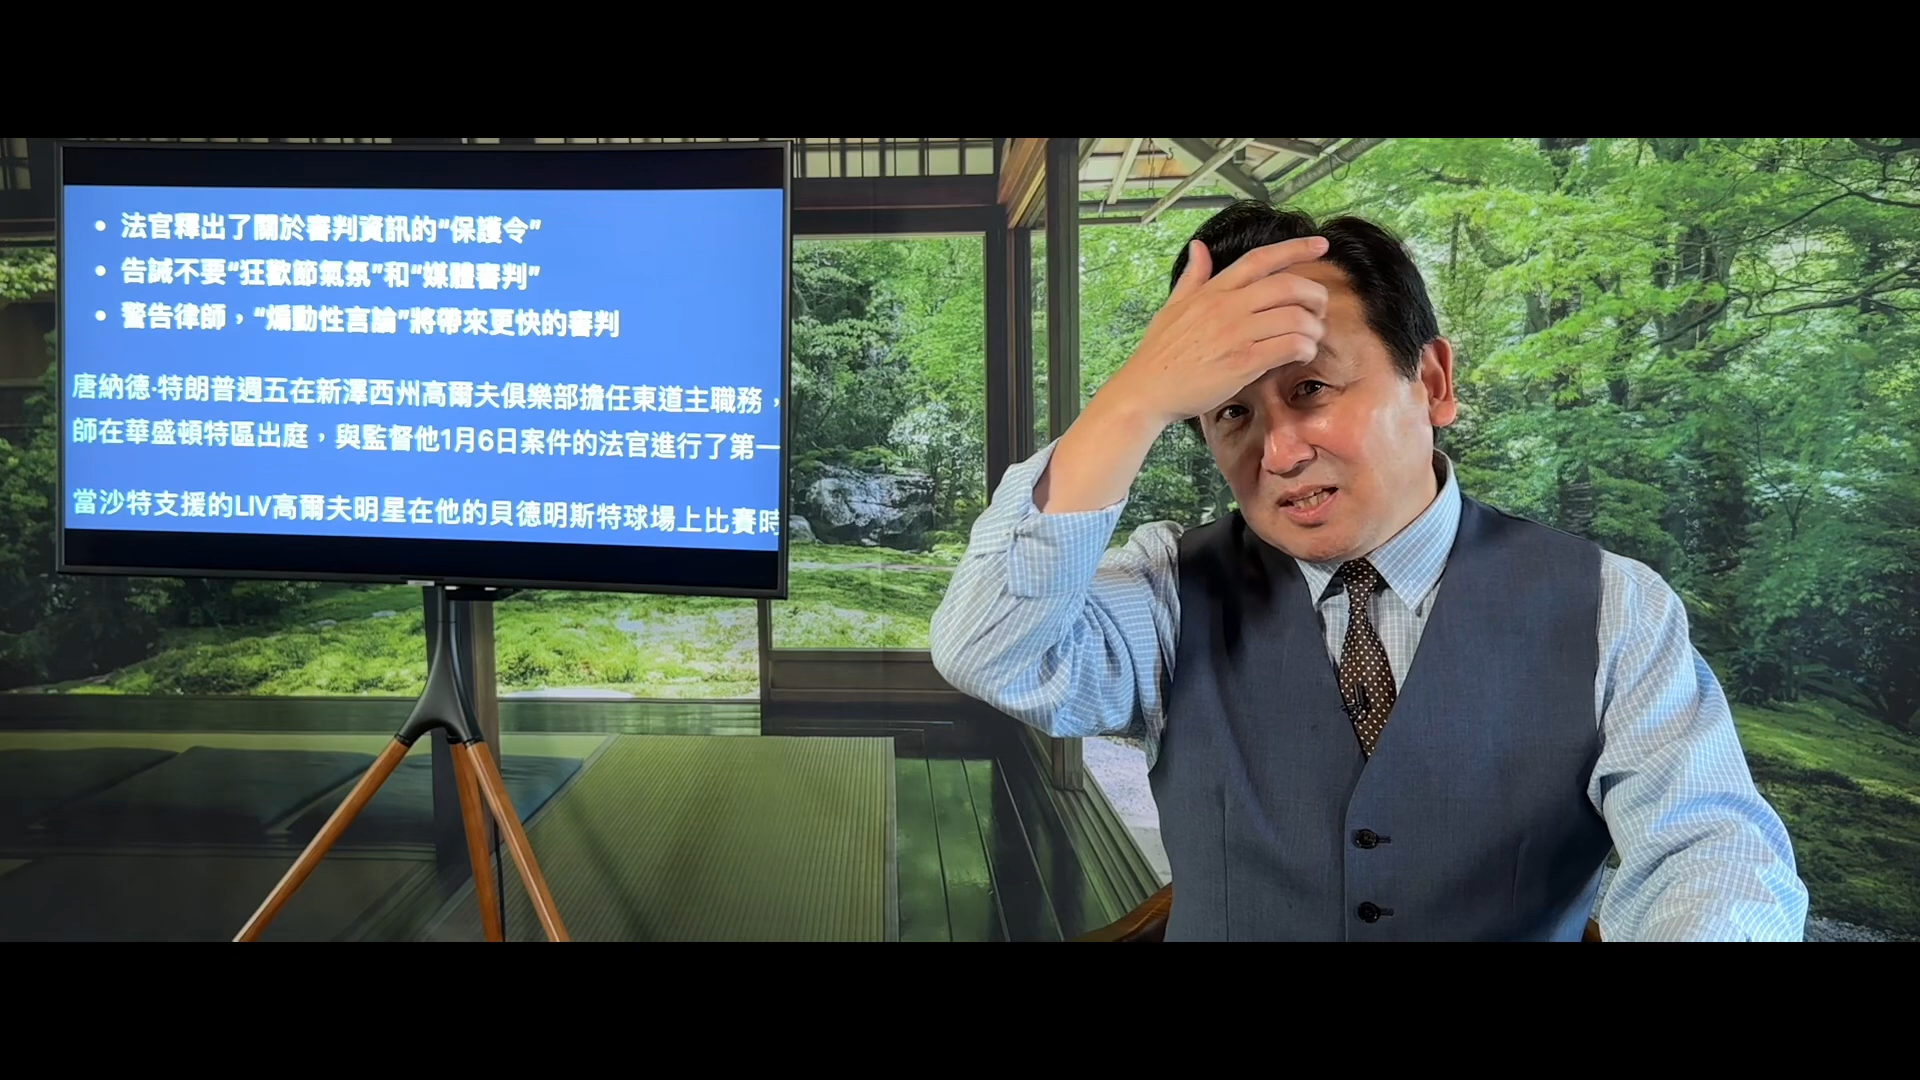 • 法官釋出了關於審判資訊的“保護令”
• 告誡不要“狂歡節氣氛”和“媒體審判”
• 警告律師，“煽動性言論”將帶來更快的審判
唐納德·特朗普週五在新澤西州高爾夫俱樂部擔任東道主職務，
師在華盛頓特區出庭，與監督他1月6日案件的法官進行了第一
當沙特支援的LIV高爾夫明星在他的貝德明斯特球場上比賽時